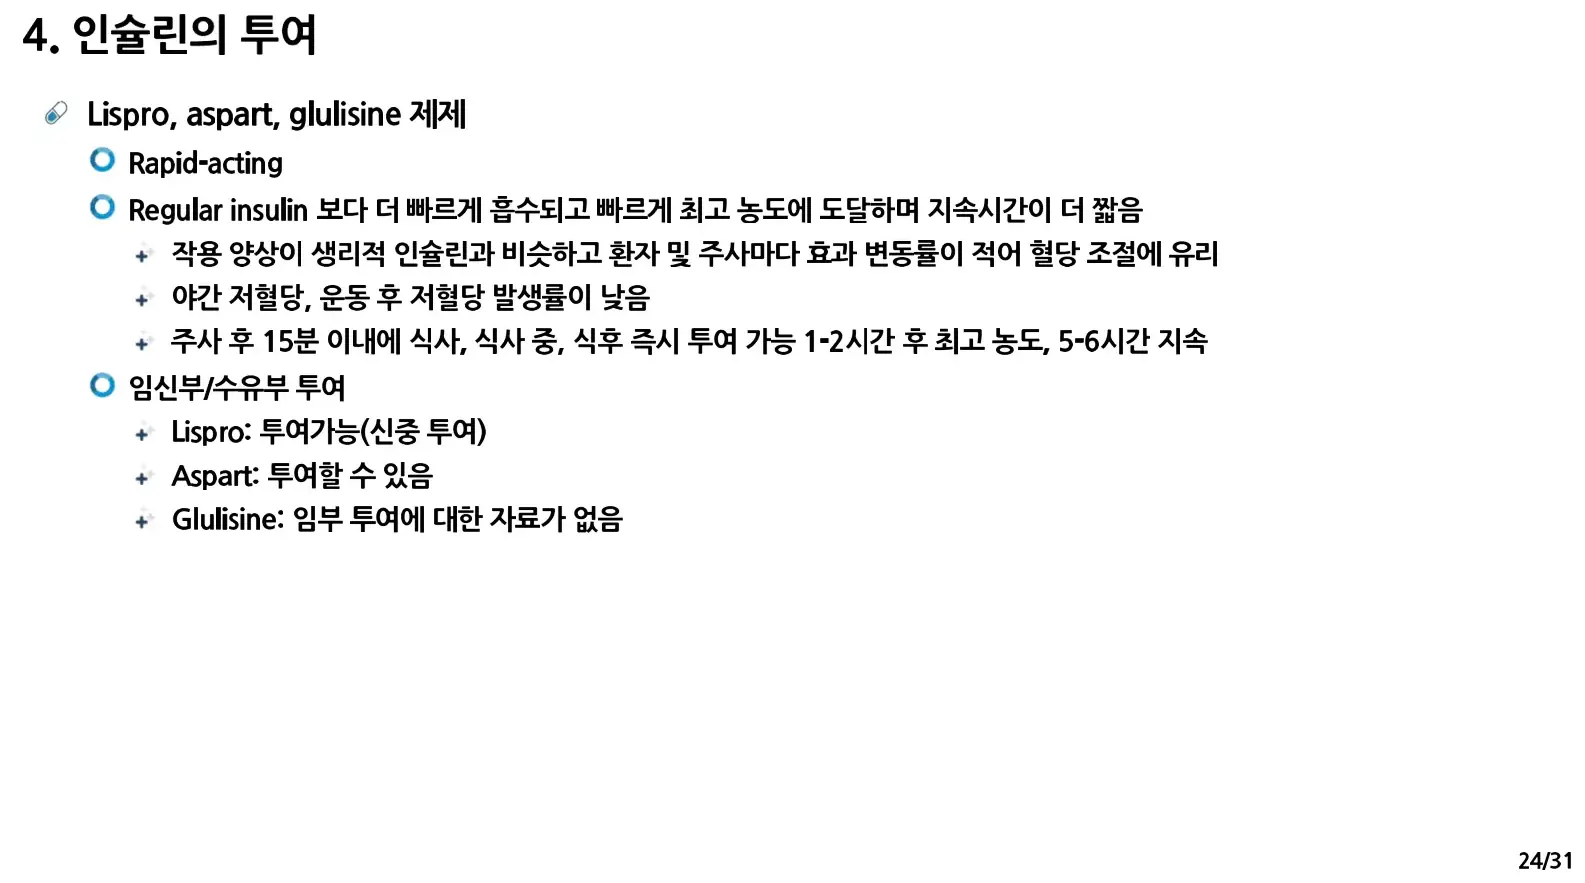 4. 인슐린의 투여
Lispro, aspart, glulisine 제제
Rapid-acting
Regular insulin 보다 더 빠르게 흡수되고 빠르게 최고 농도에 도달하며 지속시간이 더 짧음
작용 양상이 생리적 인슐린과 비슷하고 환자 및 주사마다 효과 변동률이 적어 혈당 조절에 유리
야간 저혈당, 운동 후 저혈당 발생률이 낮음
주사 후 15분 이내에 식사, 식사 중, 식후 즉시 투여 가능 1-2시간 후 최고 농도, 5-6시간 지속
임신부/수유부 투여
Lispro: 투여가능(신중 투여)
Aspart: 투여할 수 있음
Glulisine: 임부 투여에 대한 자료가 없음
24/31